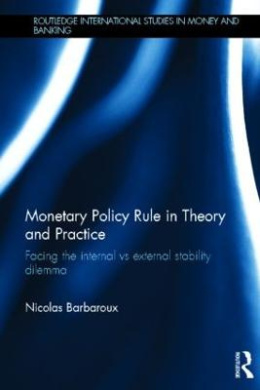 ROUTLEDGE INTERNATIONAL STUDIES IN MONEY AND
BANKING
Monetary Policy Rule in Theory
and Practice
Facing the internal vs external stability
dilemma
Nicolas Barbaroux
ROUTLEDGE